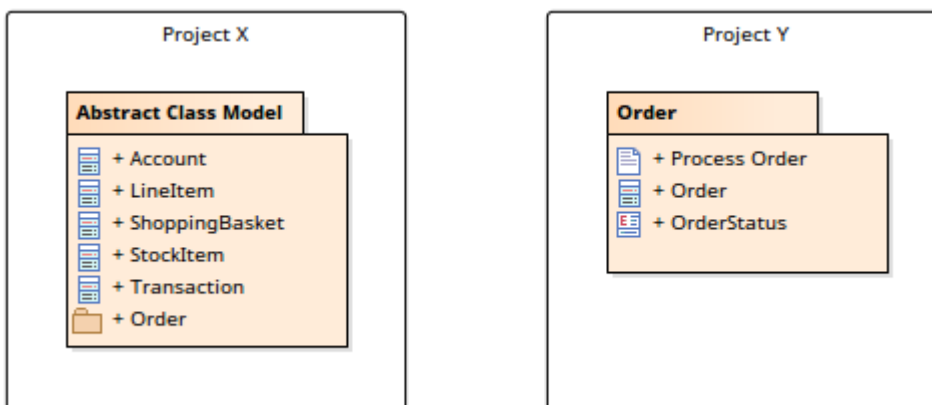 Project X
Abstract Class Model
+ Account
+ LineItem
+ ShoppingBasket
+ StockItem
+ Transaction
+ Order
Project Y
Order
+ Process Order
+ Order
E
+ OrderStatus